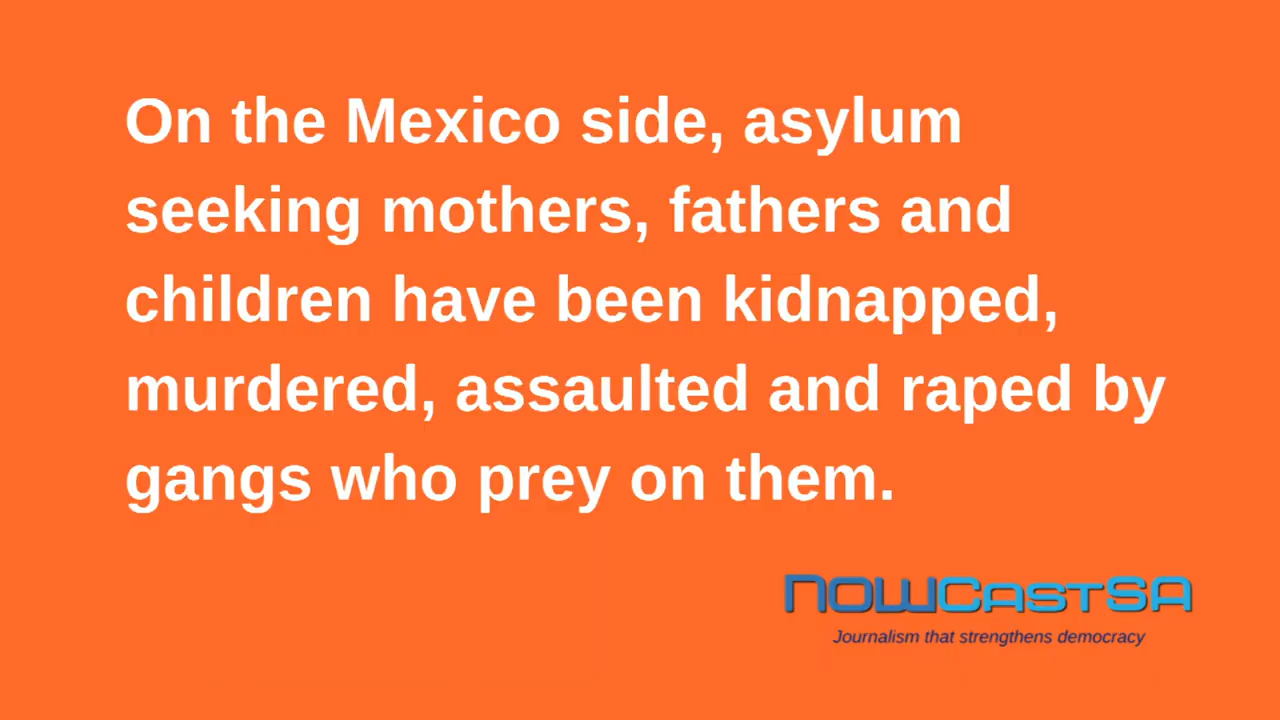 On the Mexico side, asylum
seeking mothers, fathers and
children have been kidnapped,
murdered, assaulted and raped by
gangs who prey on them.
NOWCastSA
Journalism that strengthens democracy